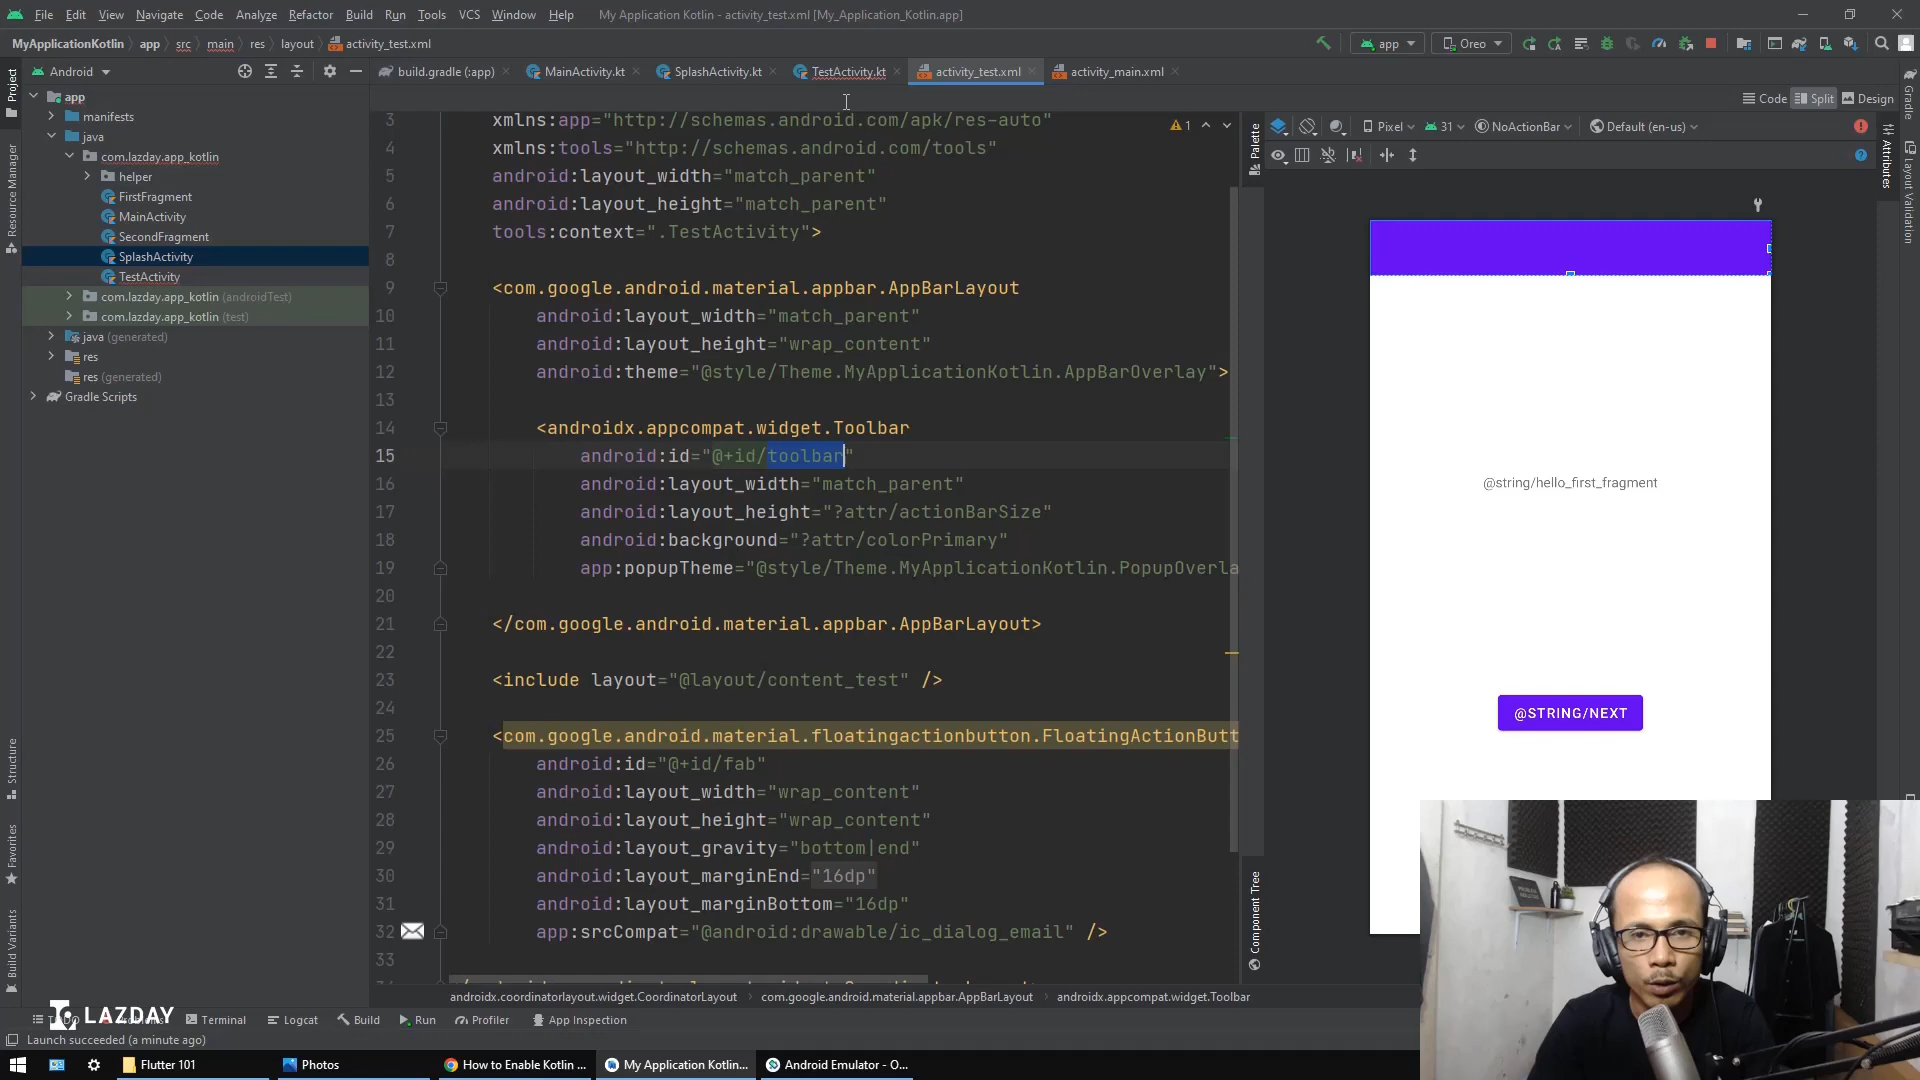 File Edit View Navigate Code Analyze Refactor Build Run Tools VCS Window Help My Application Kotlin - activity_test.xml [My_Application_Kotlin.app]
MyApplicationKotlin app src main res layout activity_test.xml app Oreo
Project
Android
build.gradle (:app) MainActivity.kt SplashActivity.kt TestActivity.kt activity_test.xml activity_main.xml
Code Split Design
app
manifests
java
com.lazday.app_kotlin
helper
FirstFragment
MainActivity
SecondFragment
SplashActivity
TestActivity
com.lazday.app_kotlin (androidTest)
com.lazday.app_kotlin (test)
java (generated)
res
res (generated)
Gradle Scripts
Resource Manager
Structure
Favorites
Build Variants
3 xmlns:app="http://schemas.android.com/apk/res-auto"
4 xmlns:tools="http://schemas.android.com/tools"
5 android:layout_width="match_parent"
6 android:layout_height="match_parent"
7 tools:context=".TestActivity">
8
9 <com.google.android.material.appbar.AppBarLayout
10 android:layout_width="match_parent"
11 android:layout_height="wrap_content"
12 android:theme="@style/Theme.MyApplicationKotlin.AppBarOverlay">
13
14 <androidx.appcompat.widget.Toolbar
15 android:id="@+id/toolbar"
16 android:layout_width="match_parent"
17 android:layout_height="?attr/actionBarSize"
18 android:background="?attr/colorPrimary"
19 app:popupTheme="@style/Theme.MyApplicationKotlin.PopupOverla
20
21 </com.google.android.material.appbar.AppBarLayout>
22
23 <include layout="@layout/content_test" />
24
25 <com.google.android.material.floatingactionbutton.FloatingActionButt
26 android:id="@+id/fab"
27 android:layout_width="wrap_content"
28 android:layout_height="wrap_content"
29 android:layout_gravity="bottom|end"
30 android:layout_marginEnd="16dp"
31 android:layout_marginBottom="16dp"
32 app:srcCompat="@android:drawable/ic_dialog_email" />
33
1
Palette
Component Tree
Pixel 31 NoActionBar Default (en-us)
@string/hello_first_fragment
@STRING/NEXT
Attributes
Gradle
Layout Validation
androidx.coordinatorlayout.widget.CoordinatorLayout com.google.android.material.appbar.AppBarLayout androidx.appcompat.widget.Toolbar
LAZDAY
Terminal Logcat Build Run Profiler App Inspection
Launch succeeded (a minute ago)
Flutter 101 Photos How to Enable Kotlin ... My Application Kotlin... Android Emulator - O...